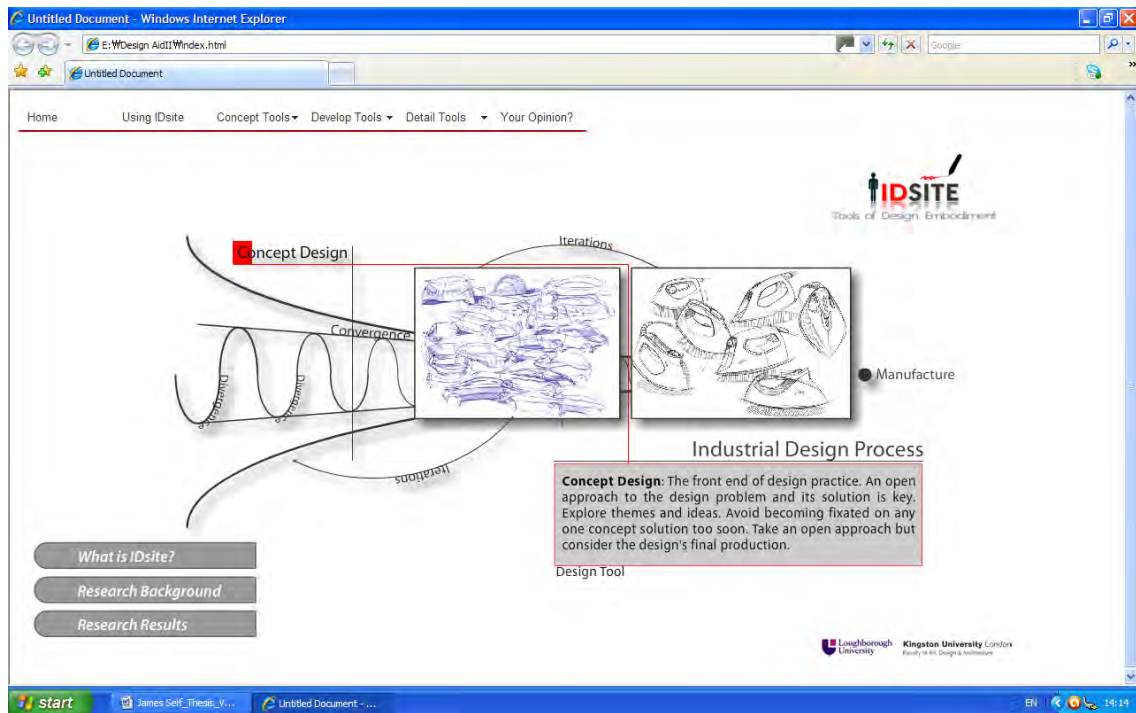 Untitled Document - Windows Internet Explorer
E:₩Design AidII₩index.html
Google
Untitled Document
Home Using IDsite Concept Tools Develop Tools Detail Tools Your Opinion?
IDSITE
Tools of Design Embodiment
Iterations
Concept Design
Convergence
Divergence
Divergence
Manufacture
Iterations
Industrial Design Process
Concept Design: The front end of design practice. An open
approach to the design problem and its solution is key.
Explore themes and ideas. Avoid becoming fixated on any
one concept solution too soon. Take an open approach but
consider the design's final production.
Design Tool
What is IDsite?
Research Background
Research Results
Loughborough
University
Kingston University London
Faculty of Art, Design & Architecture
start James Self_Thesis_V... Untitled Document - ... EN 14:14